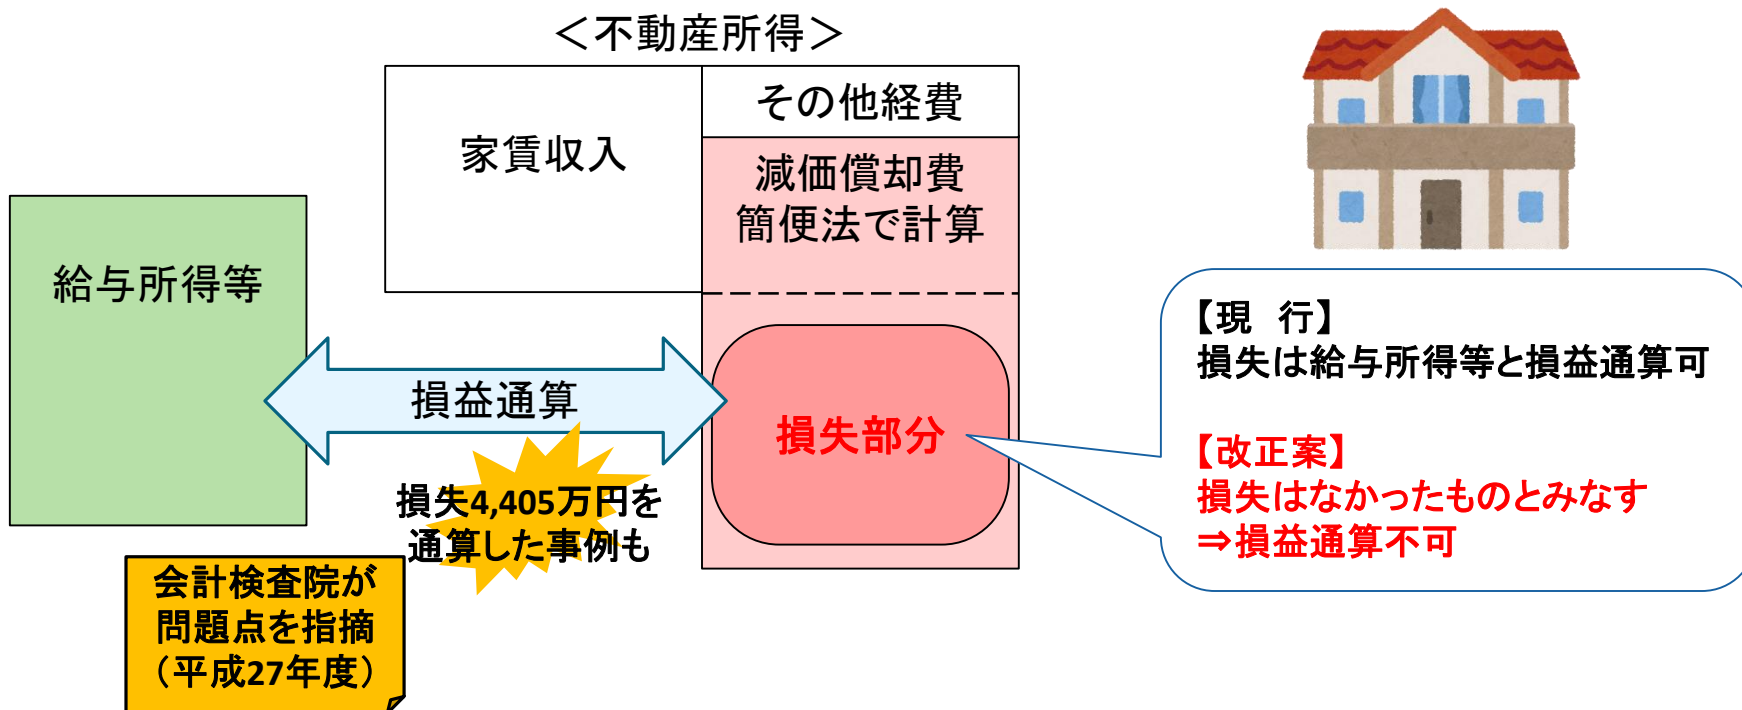 ＜不動産所得＞
家賃収入
その他経費
減価償却費
簡便法で計算
給与所得等
損益通算
損失部分
損失4,405万円を
通算した事例も
会計検査院が
問題点を指摘
（平成27年度）
【現　行】
損失は給与所得等と損益通算可
【改正案】
損失はなかったものとみなす
⇒損益通算不可